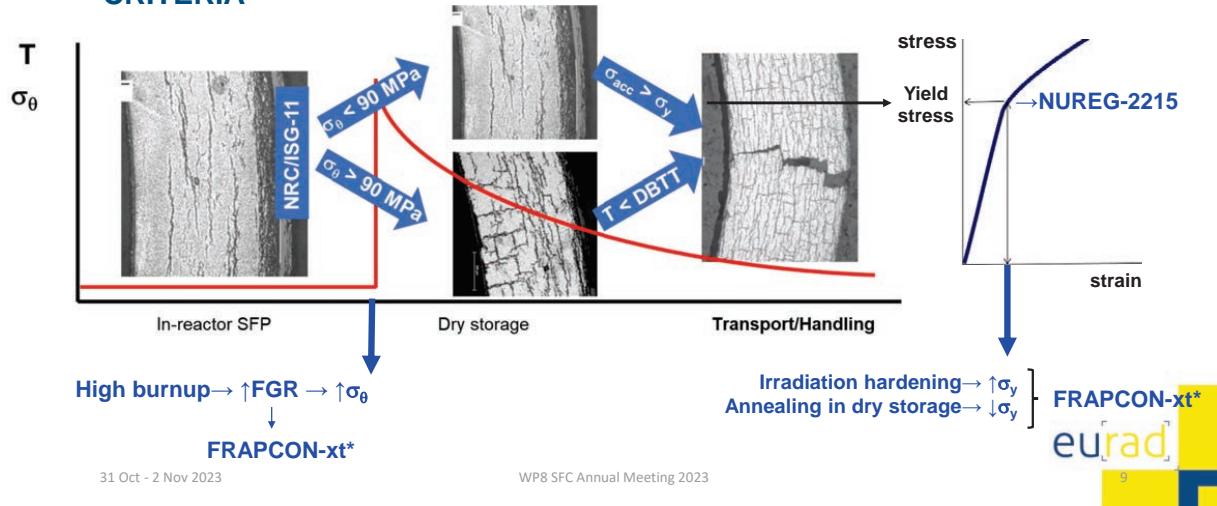 CRITERIA
T
σθ
NRC/ISG-11
σθ < 90 MPa
σθ > 90 MPa
σacc > σy
T < DBTT
stress
Yield
stress
→NUREG-2215
strain
In-reactor SFP
Dry storage
Transport/Handling
High burnup→ ↑FGR → ↑σθ
↓
FRAPCON-xt*
Irradiation hardening→ ↑σy
Annealing in dry storage→ ↓σy
FRAPCON-xt*
eurad
31 Oct - 2 Nov 2023
WP8 SFC Annual Meeting 2023
9